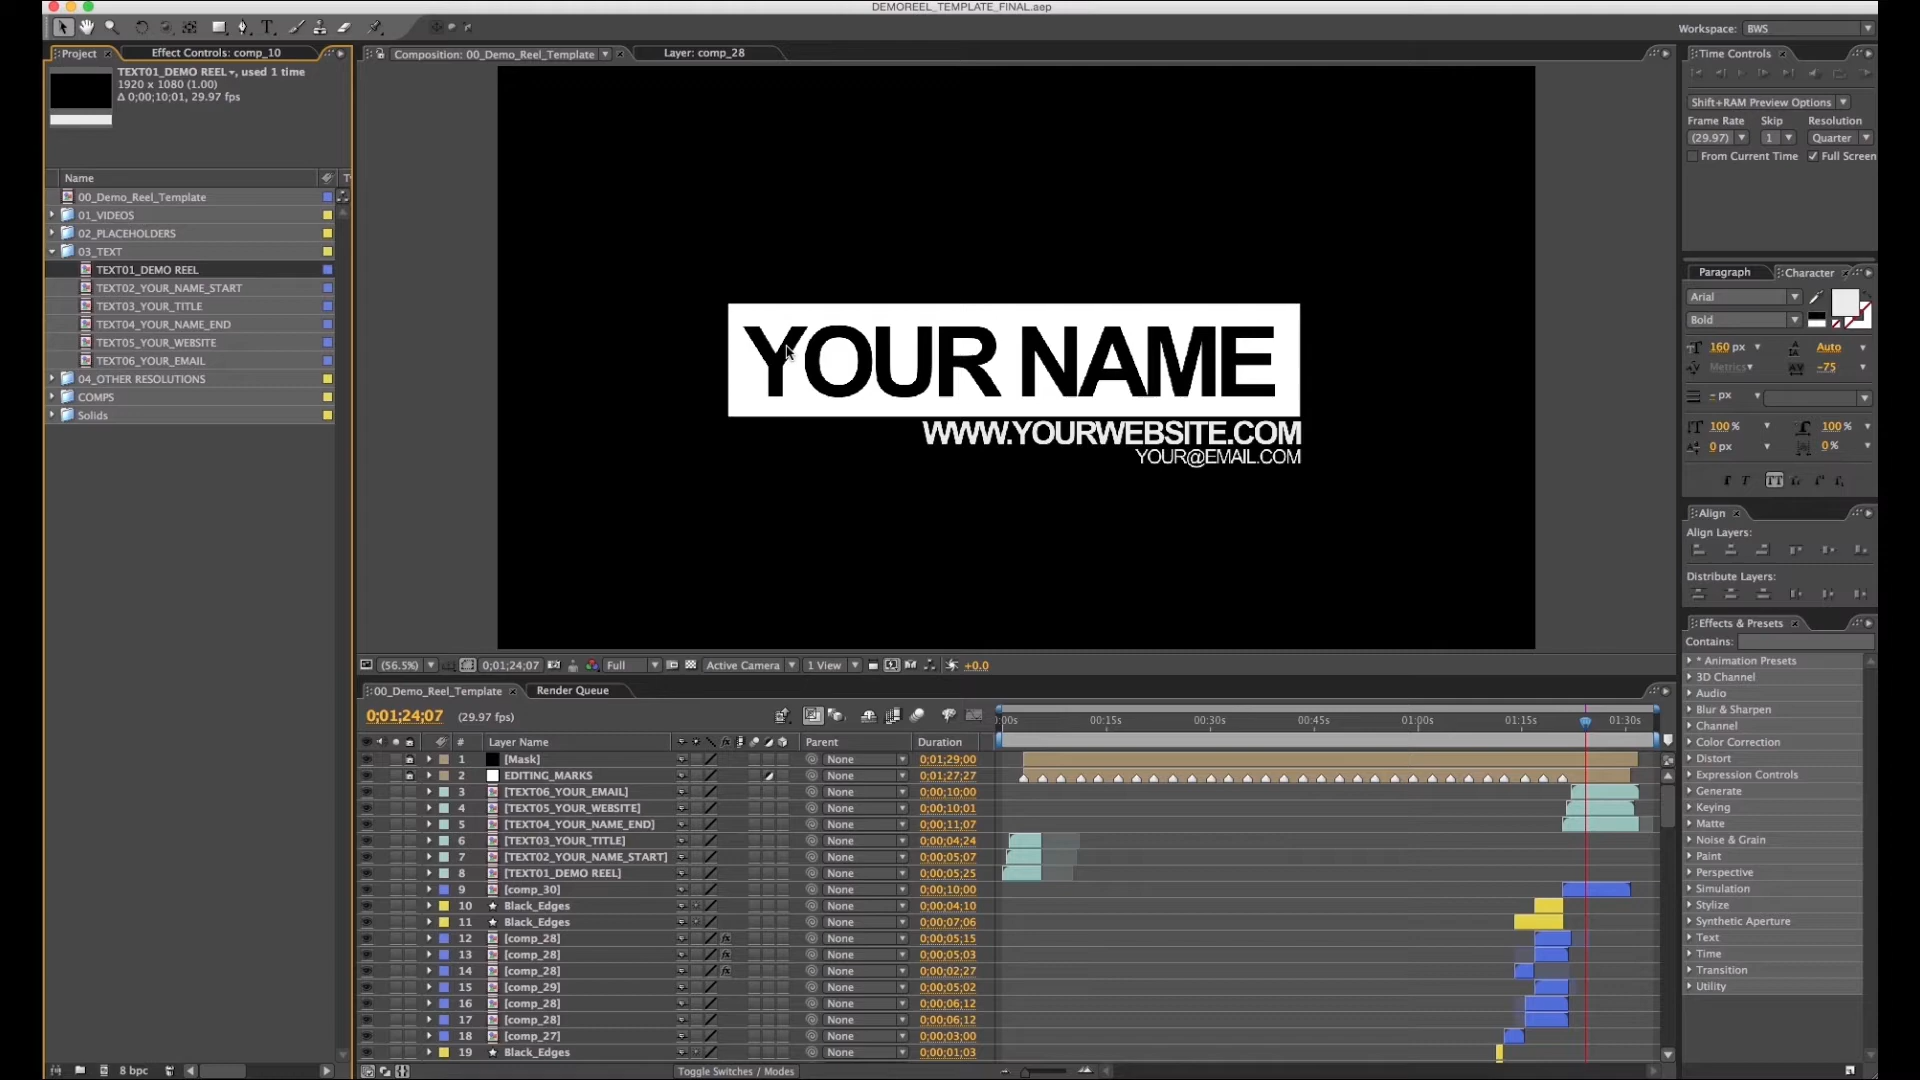 DEMOREEL_TEMPLATE_FINAL.aep
Workspace: BWS
Project
Effect Controls: comp_10
TEXT01_DEMO REEL, used 1 time
1920 x 1080 (1.00)
Δ 0;00;10;01, 29.97 fps
Name
T
00_Demo_Reel_Template
01_VIDEOS
02_PLACEHOLDERS
03_TEXT
TEXT01_DEMO REEL
TEXT02_YOUR_NAME_START
TEXT03_YOUR_TITLE
TEXT04_YOUR_NAME_END
TEXT05_YOUR_WEBSITE
TEXT06_YOUR_EMAIL
04_OTHER RESOLUTIONS
COMPS
Solids
8 bpc
Composition: 00_Demo_Reel_Template
Layer: comp_28
YOUR NAME
WWW.YOURWEBSITE.COM
YOUR@EMAIL.COM
(56.5%) 0;01;24;07 Full Active Camera 1 View +0.0
Time Controls
Shift+RAM Preview Options
Frame Rate Skip Resolution
(29.97) 1 Quarter
From Current Time Full Screen
Paragraph Character
Arial
Bold
160 px Auto
Metrics -75
- px
100 % 100 %
0 px 0 %
Align
Align Layers:
Distribute Layers:
Effects & Presets
Contains:
* Animation Presets
3D Channel
Audio
Blur & Sharpen
Channel
Color Correction
Distort
Expression Controls
Generate
Keying
Matte
Noise & Grain
Paint
Perspective
Simulation
Stylize
Synthetic Aperture
Text
Time
Transition
Utility
00_Demo_Reel_Template Render Queue
0;01;24;07 (29.97 fps)
:00s 00:15s 00:30s 00:45s 01:00s 01:15s 01:30s
# Layer Name Parent Duration
1 [Mask] None 0;01;29;00
2 EDITING_MARKS None 0;01;27;27
3 [TEXT06_YOUR_EMAIL] None 0;00;10;00
4 [TEXT05_YOUR_WEBSITE] None 0;00;10;01
5 [TEXT04_YOUR_NAME_END] None 0;00;11;07
6 [TEXT03_YOUR_TITLE] None 0;00;04;24
7 [TEXT02_YOUR_NAME_START] None 0;00;05;07
8 [TEXT01_DEMO REEL] None 0;00;05;25
9 [comp_30] None 0;00;10;00
10 Black_Edges None 0;00;04;10
11 Black_Edges None 0;00;07;06
12 [comp_28] None 0;00;05;15
13 [comp_28] None 0;00;05;03
14 [comp_28] None 0;00;02;27
15 [comp_29] None 0;00;05;02
16 [comp_28] None 0;00;06;12
17 [comp_28] None 0;00;06;12
18 [comp_27] None 0;00;03;00
19 Black_Edges None 0;00;01;03
Toggle Switches / Modes